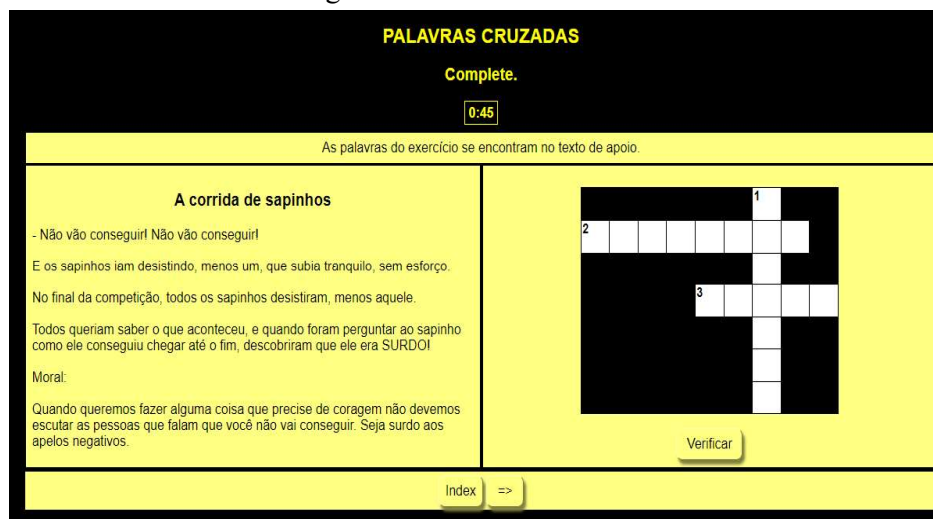 PALAVRAS CRUZADAS
Complete.
0:45
As palavras do exercício se encontram no texto de apoio.
A corrida de sapinhos
- Não vão conseguir! Não vão conseguir!
E os sapinhos iam desistindo, menos um, que subia tranquilo, sem esforço.
No final da competição, todos os sapinhos desistiram, menos aquele.
Todos queriam saber o que aconteceu, e quando foram perguntar ao sapinho
como ele conseguiu chegar até o fim, descobriram que ele era SURDO!
Moral:
Quando queremos fazer alguma coisa que precise de coragem não devemos
escutar as pessoas que falam que você não vai conseguir. Seja surdo aos
apelos negativos.
1
2
3
Verificar
Index
=>